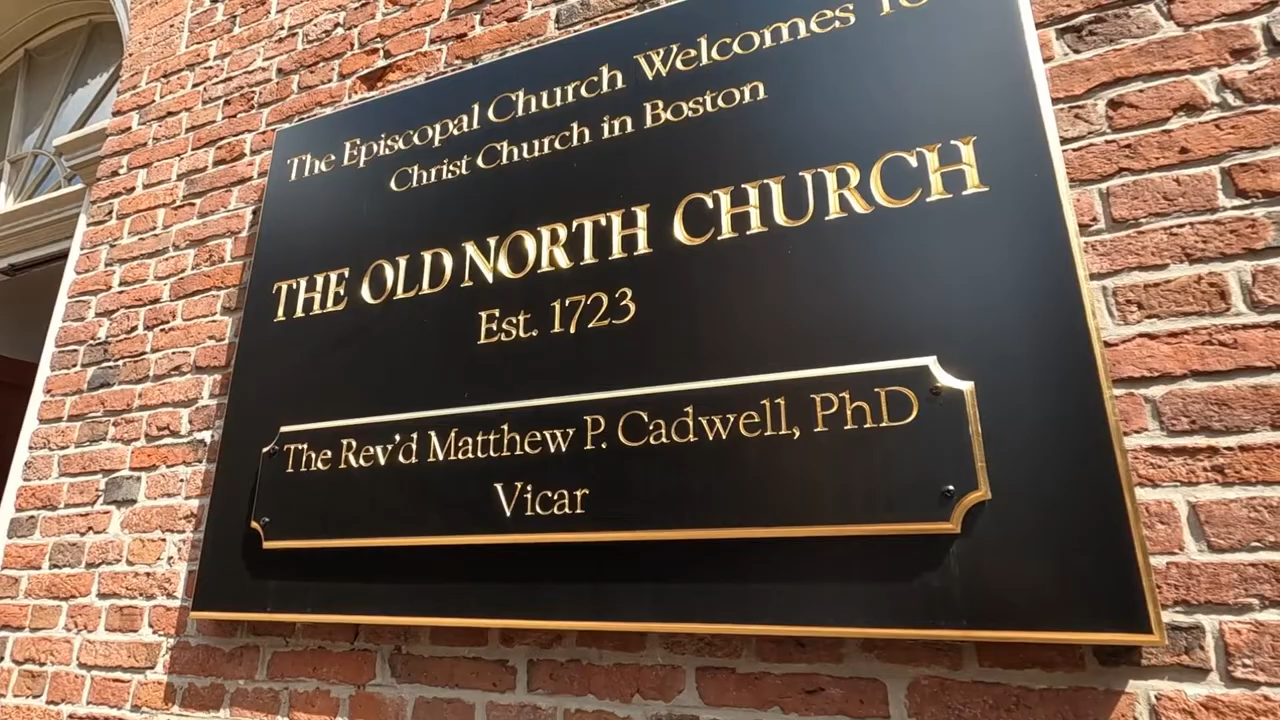 The Episcopal Church Welcomes To
Christ Church in Boston
THE OLD NORTH CHURCH
Est. 1723
The Rev'd Matthew P. Cadwell, PhD
Vicar